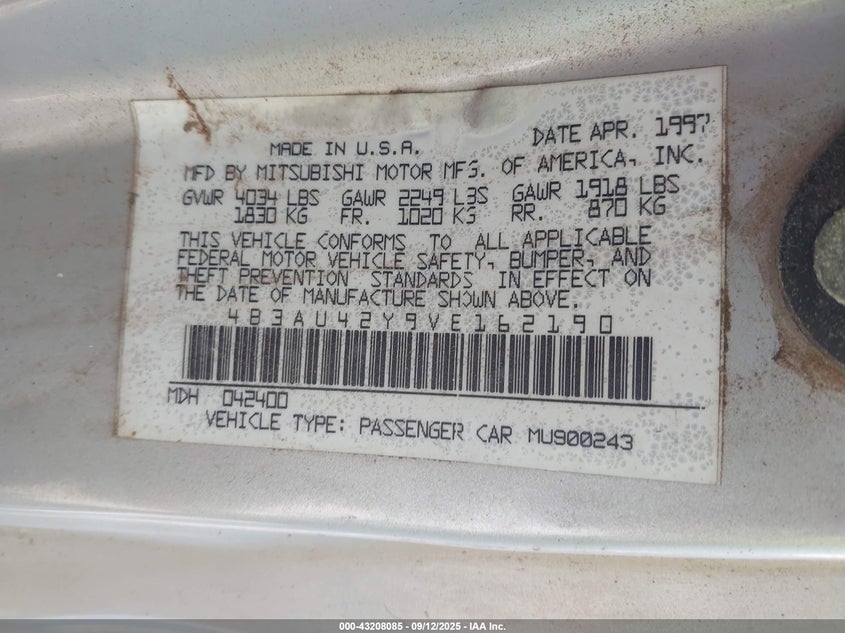 MADE IN U.S.A. DATE APR. 1997
MFD BY MITSUBISHI MOTOR MFG. OF AMERICA, INC.
GVWR 4034 LBS GAWR 2249 LBS GAWR 1918 LBS
1830 KG FR. 1020 KG RR. 870 KG
THIS VEHICLE CONFORMS TO ALL APPLICABLE
FEDERAL MOTOR VEHICLE SAFETY, BUMPER, AND
THEFT PREVENTION STANDARDS IN EFFECT ON
THE DATE OF MANUFACTURE SHOWN ABOVE.
4B3AU42Y9VE162190
MDH 042400
VEHICLE TYPE: PASSENGER CAR MU900243
000-43208085 - 09/12/2025 - IAA Inc.